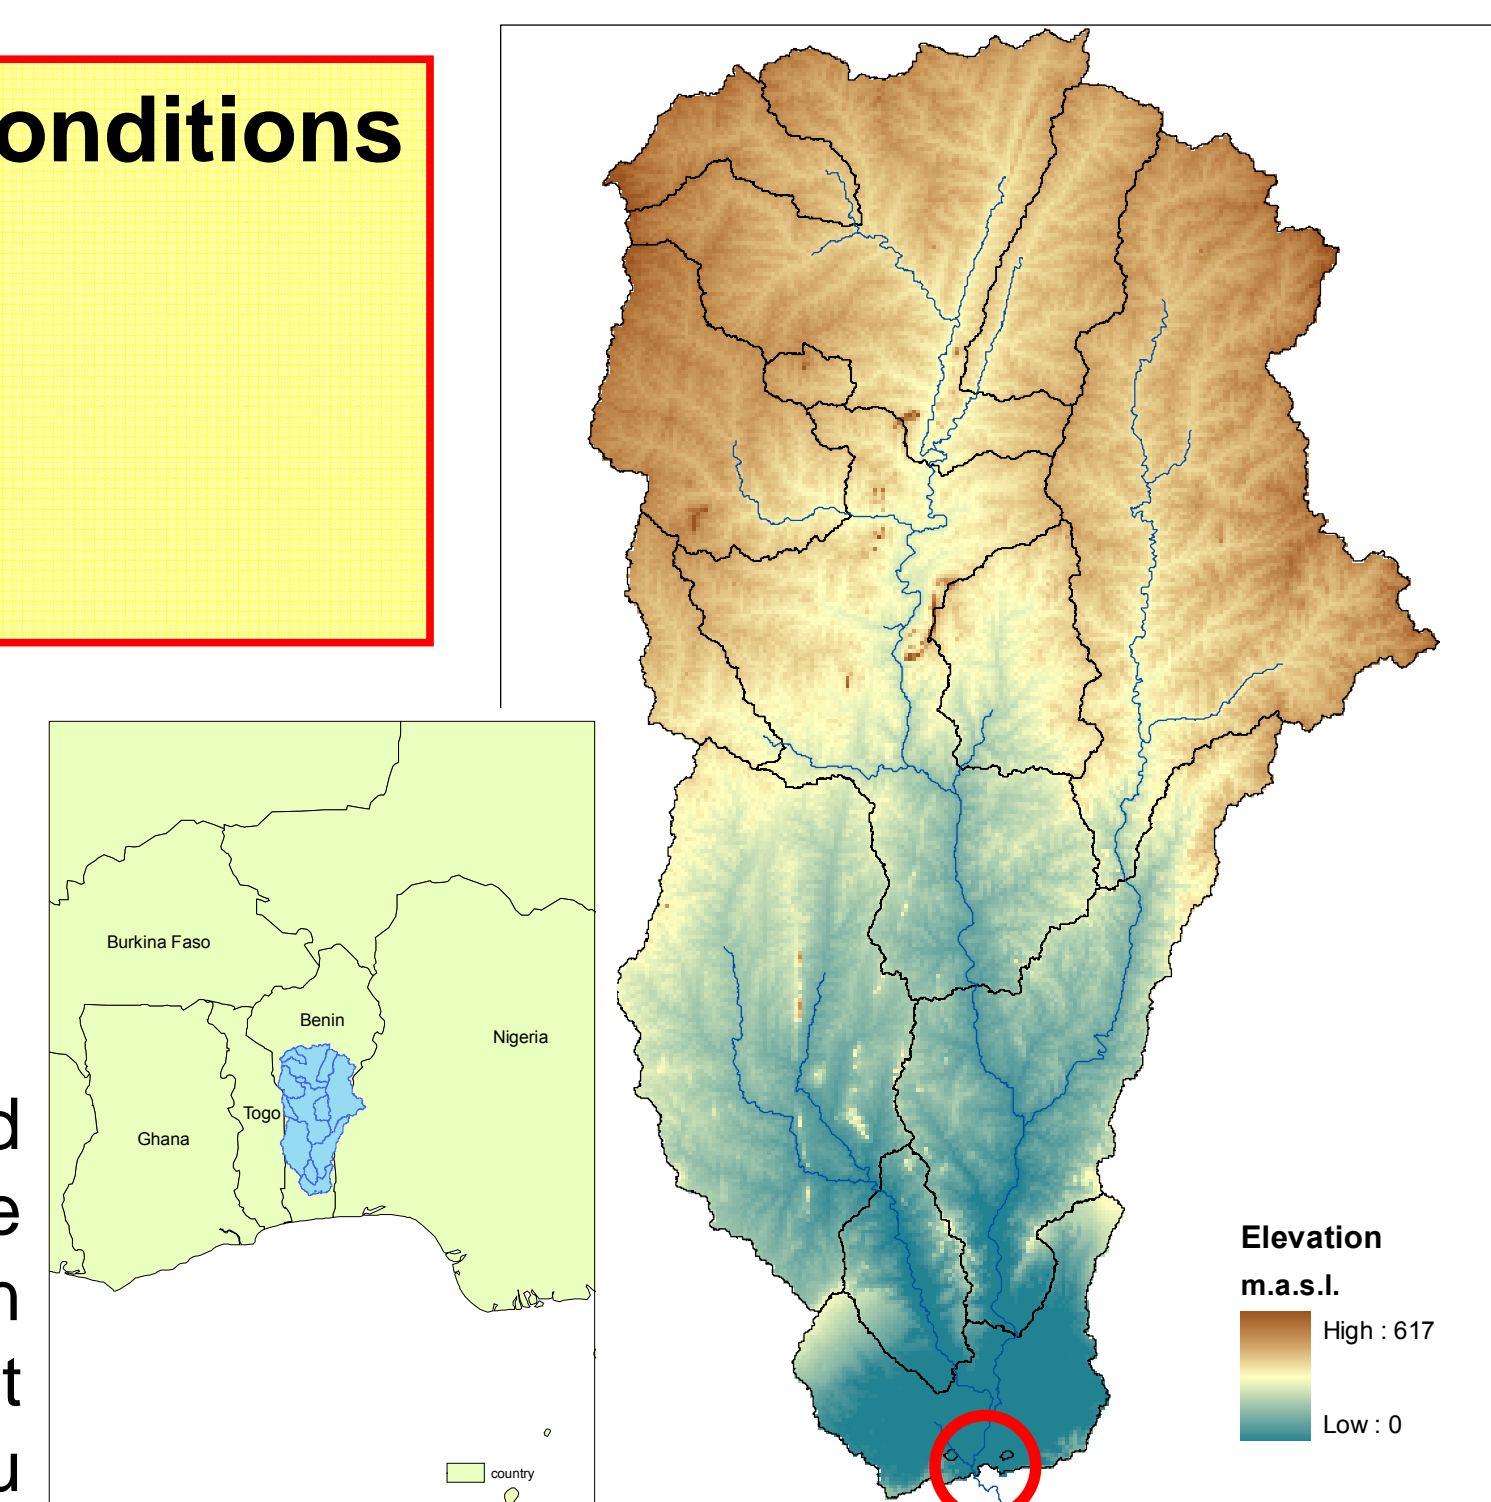 onditions
d
e
n
t
u
Burkina Faso
Benin
Nigeria
Togo
Ghana
country
Elevation
m.a.s.l.
High : 617
Low : 0